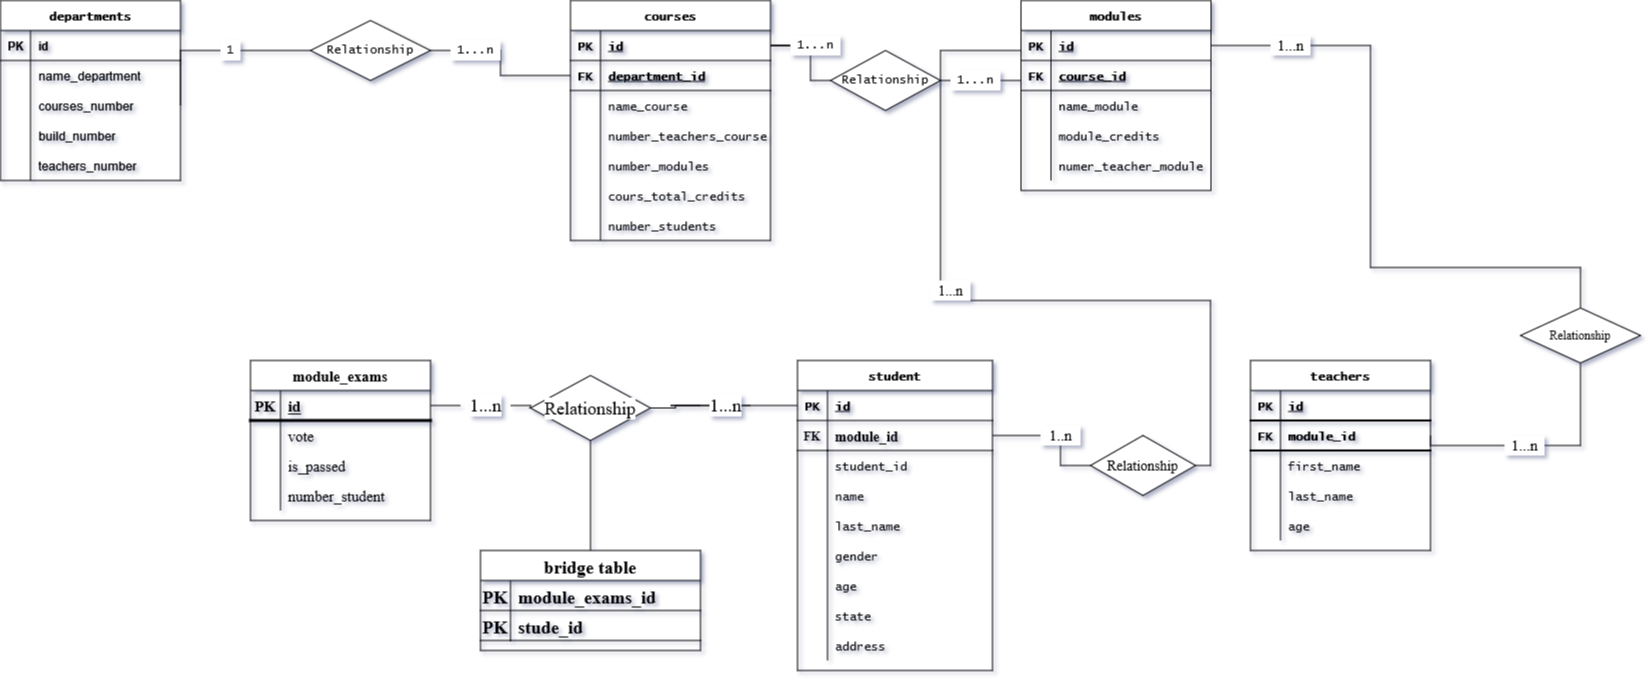 departments
PK id
name_department
courses_number
build_number
teachers_number
1
Relationship
1...n
courses
PK id
FK department_id
name_course
number_teachers_course
number_modules
cours_total_credits
number_students
1...n
Relationship
1...n
modules
PK id
FK course_id
name_module
module_credits
numer_teacher_module
1...n
1...n
Relationship
module_exams
PK id
vote
is_passed
number_student
1...n
Relationship
1...n
bridge table
PK module_exams_id
PK stude_id
student
PK id
FK module_id
student_id
name
last_name
gender
age
state
address
1..n
Relationship
teachers
PK id
FK module_id
first_name
last_name
age
1...n